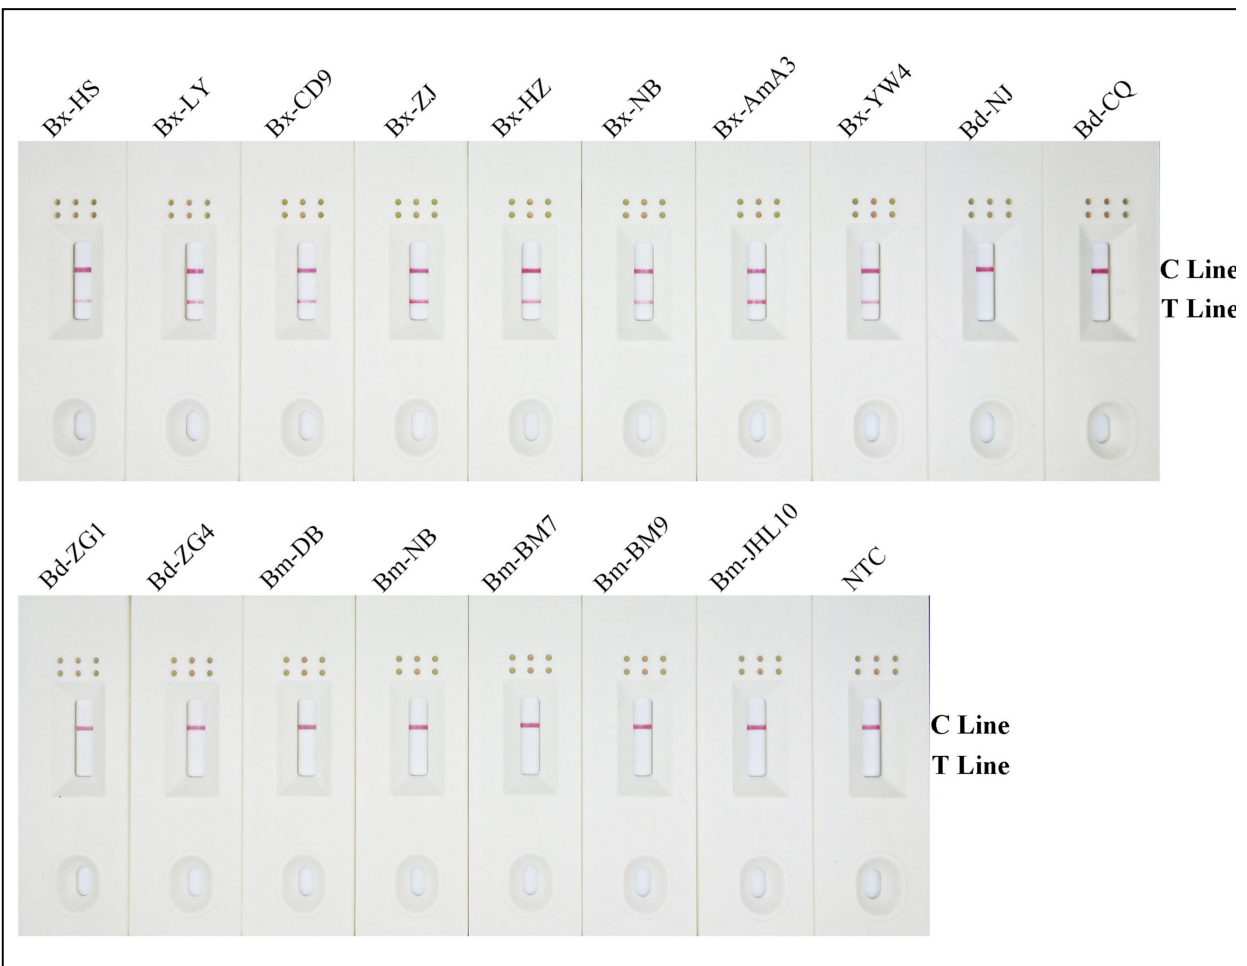 Bx-HS
Bx-LY
Bx-CD9
Bx-ZJ
Bx-HZ
Bx-NB
Bx-AmA3
Bx-YW4
Bd-NJ
Bd-CQ
C Line
T Line
Bd-ZG1
Bd-ZG4
Bm-DB
Bm-NB
Bm-BM7
Bm-BM9
Bm-JHL10
NTC
C Line
T Line